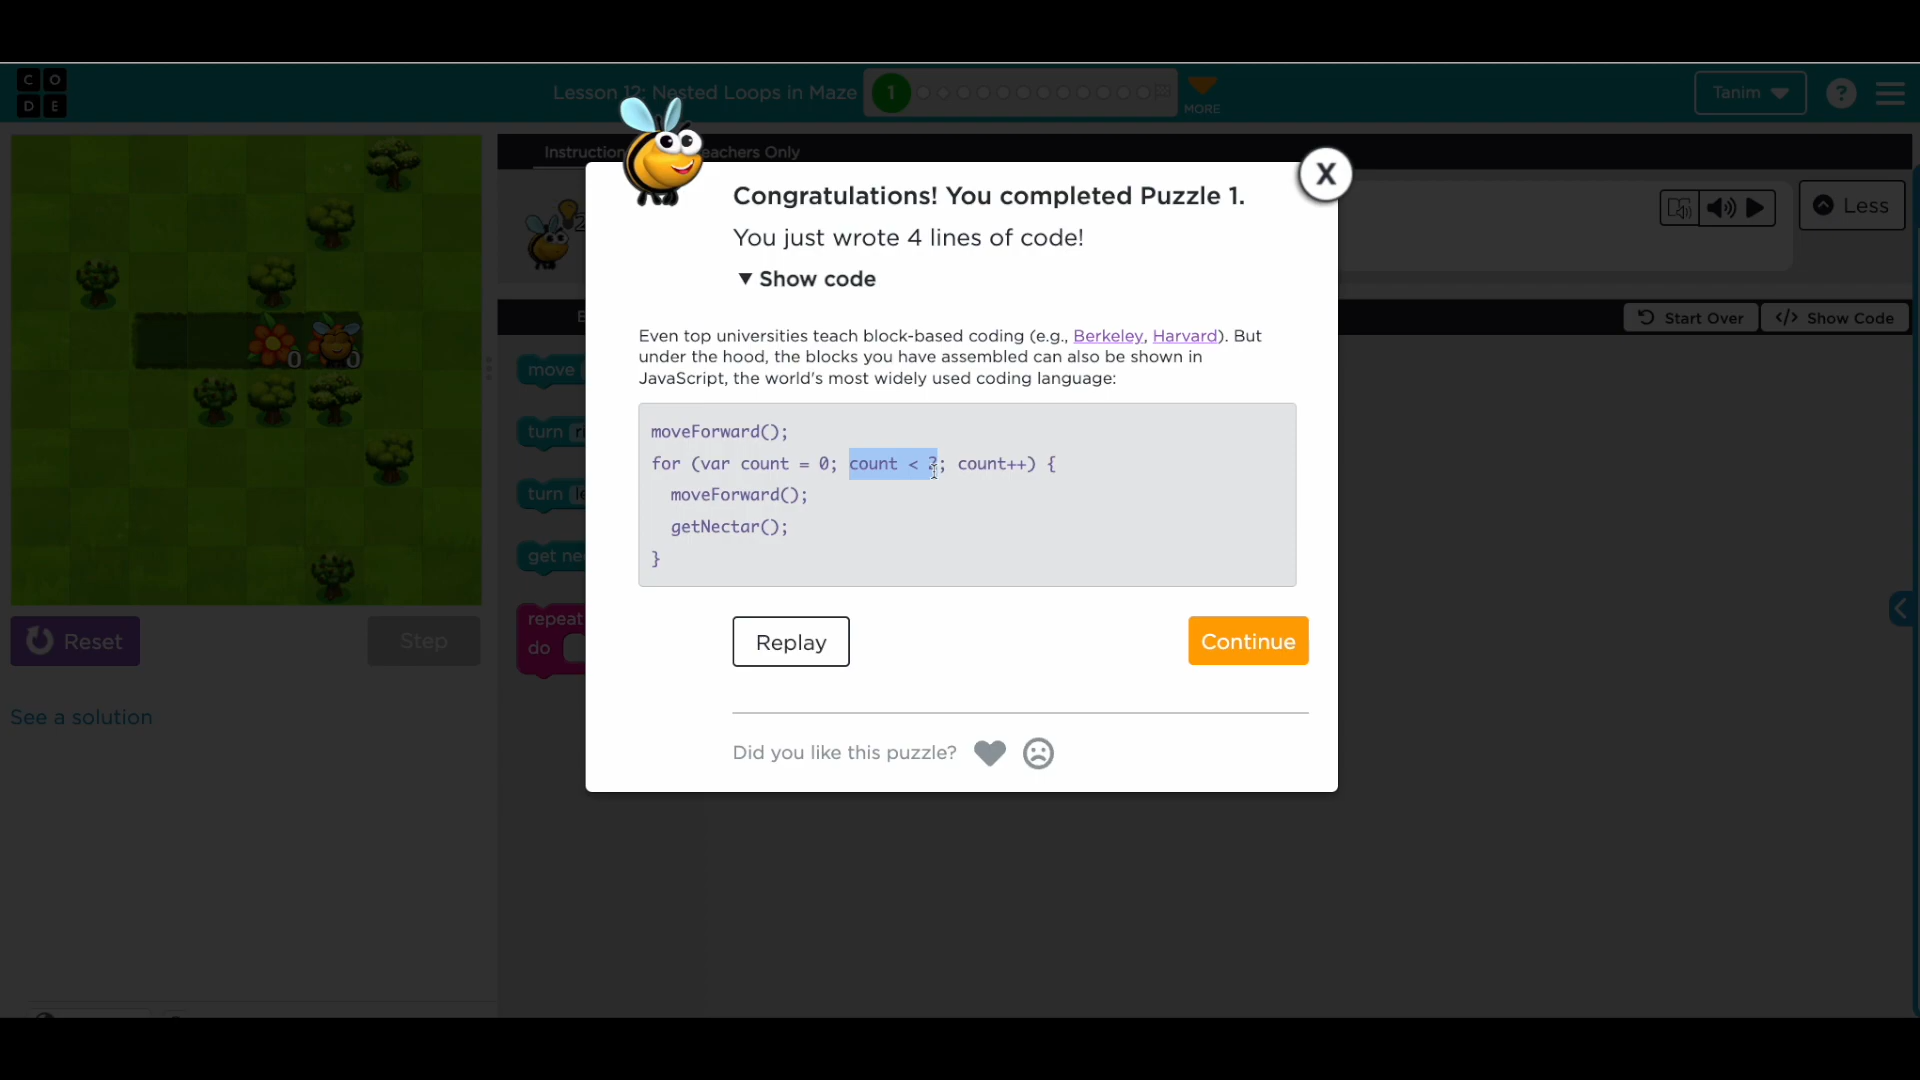 C O
D E
Lesson 12: Nested Loops in Maze
1
MORE
Tanim
?
Instruction
eachers Only
X
Congratulations! You completed Puzzle 1.
You just wrote 4 lines of code!
▼ Show code
Less
Start Over
</> Show Code
Even top universities teach block-based coding (e.g., Berkeley, Harvard). But
under the hood, the blocks you have assembled can also be shown in
JavaScript, the world's most widely used coding language:
0
0
move
turn
turn
get ne
repeat
do
moveForward();
for (var count = 0; count < 2; count++) {
moveForward();
getNectar();
}
Reset
Step
Replay
Continue
See a solution
Did you like this puzzle?